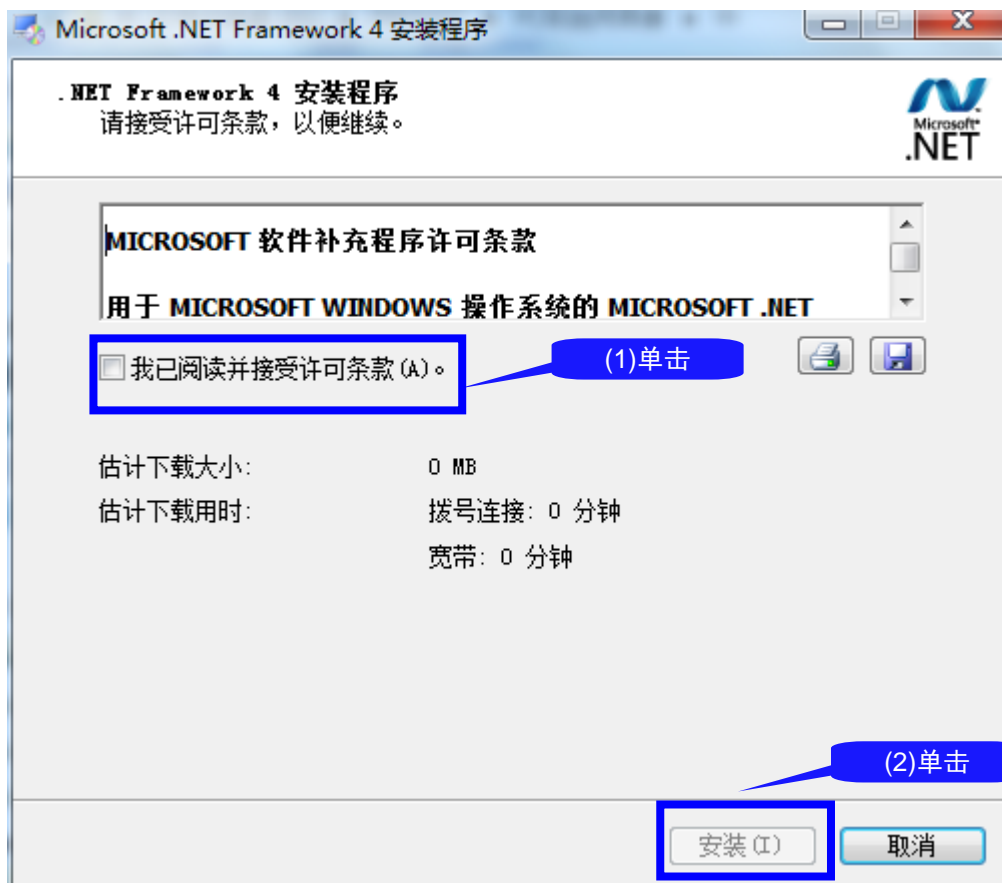 Microsoft .NET Framework 4 安装程序
.NET Framework 4 安装程序
请接受许可条款，以便继续。
Microsoft
.NET
MICROSOFT 软件补充程序许可条款
用于 MICROSOFT WINDOWS 操作系统的 MICROSOFT .NET
我已阅读并接受许可条款(A)。
(1)单击
估计下载大小: 0 MB
估计下载用时: 拨号连接: 0 分钟
宽带: 0 分钟
(2)单击
安装(I)
取消